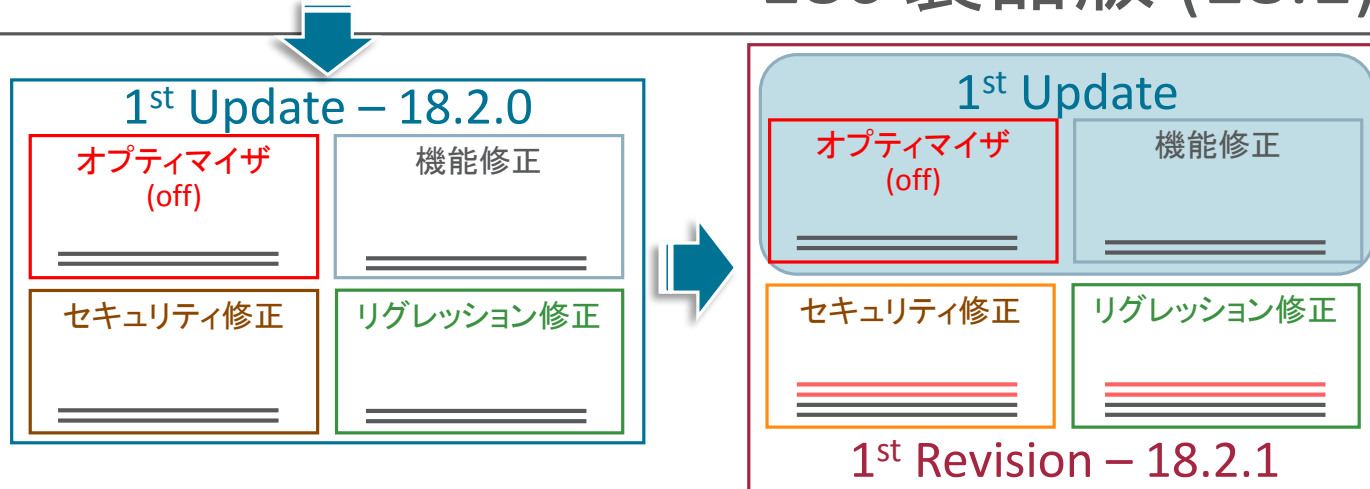 1st Update – 18.2.0
オプティマイザ
(off)
機能修正
セキュリティ修正
リグレッション修正
1st Update
オプティマイザ
(off)
機能修正
セキュリティ修正
リグレッション修正
1st Revision – 18.2.1